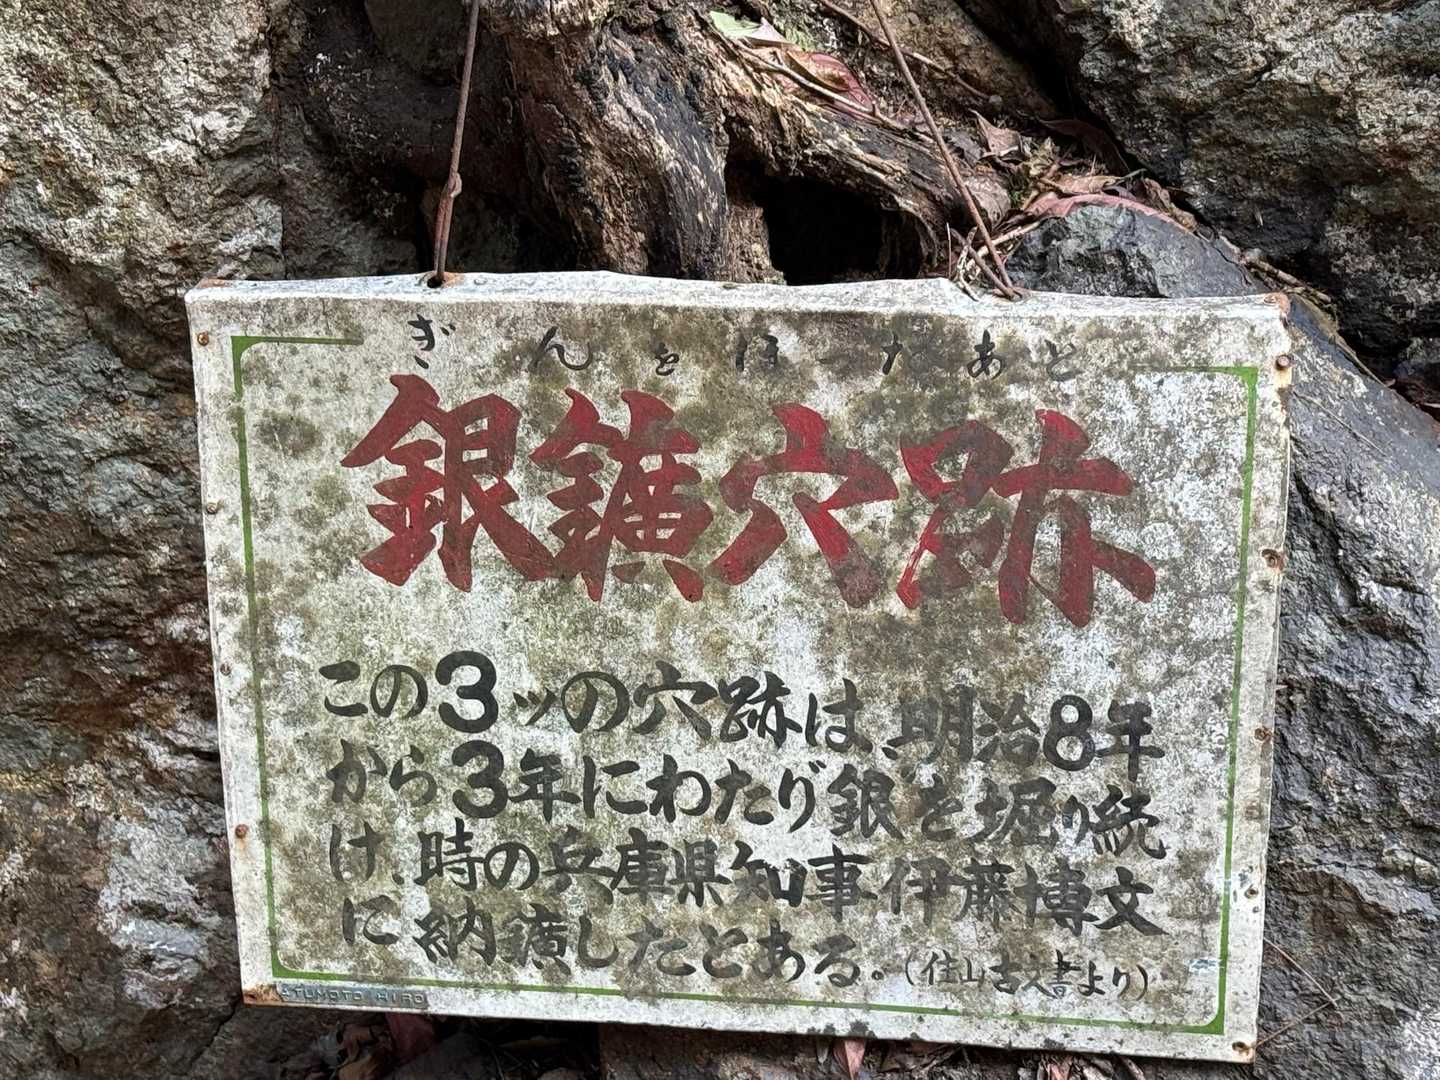 ぎんをほったあと
銀鑛穴跡
この3ッの穴跡は、明治8年
から3年にわたり銀を堀り続
け、時の兵庫県知事伊藤博文
に納鑛したとある。(住山古文書より)